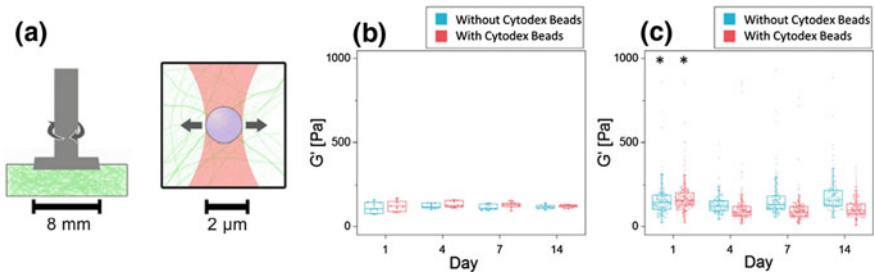 (a)
8 mm
2 μm
(b)
Without Cytodex Beads
With Cytodex Beads
G' [Pa]
1000
500
0
1
4
7
14
Day
(c)
Without Cytodex Beads
With Cytodex Beads
G' [Pa]
1000
500
0
* *
1
4
7
14
Day